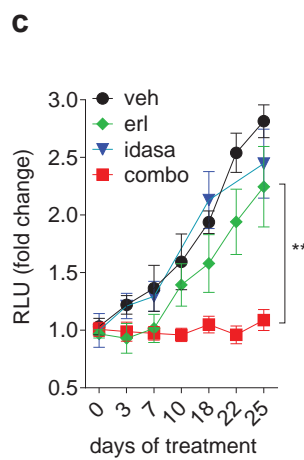 c
veh
erl
idasa
combo
RLU (fold change)
3.0
2.5
2.0
1.5
1.0
0.5
**
0 3 7 10 18 22 25
days of treatment